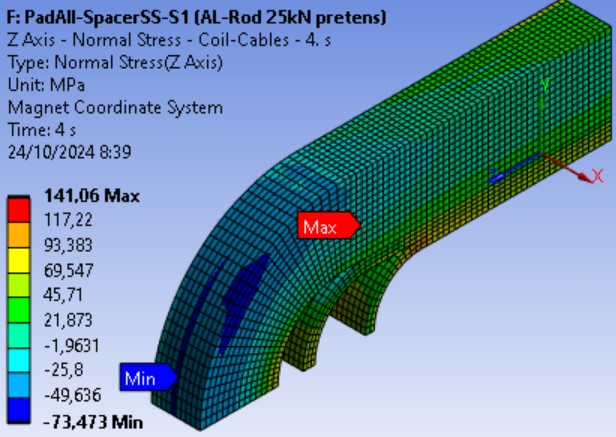 F: PadAll-SpacerSS-S1 (AL-Rod 25kN pretens)
Z Axis - Normal Stress - Coil-Cables - 4. s
Type: Normal Stress(Z Axis)
Unit: MPa
Magnet Coordinate System
Time: 4 s
24/10/2024 8:39
141,06 Max
117,22
93,383
69,547
45,71
21,873
-1,9631
-25,8
-49,636
-73,473 Min
Max
Min
Y
X